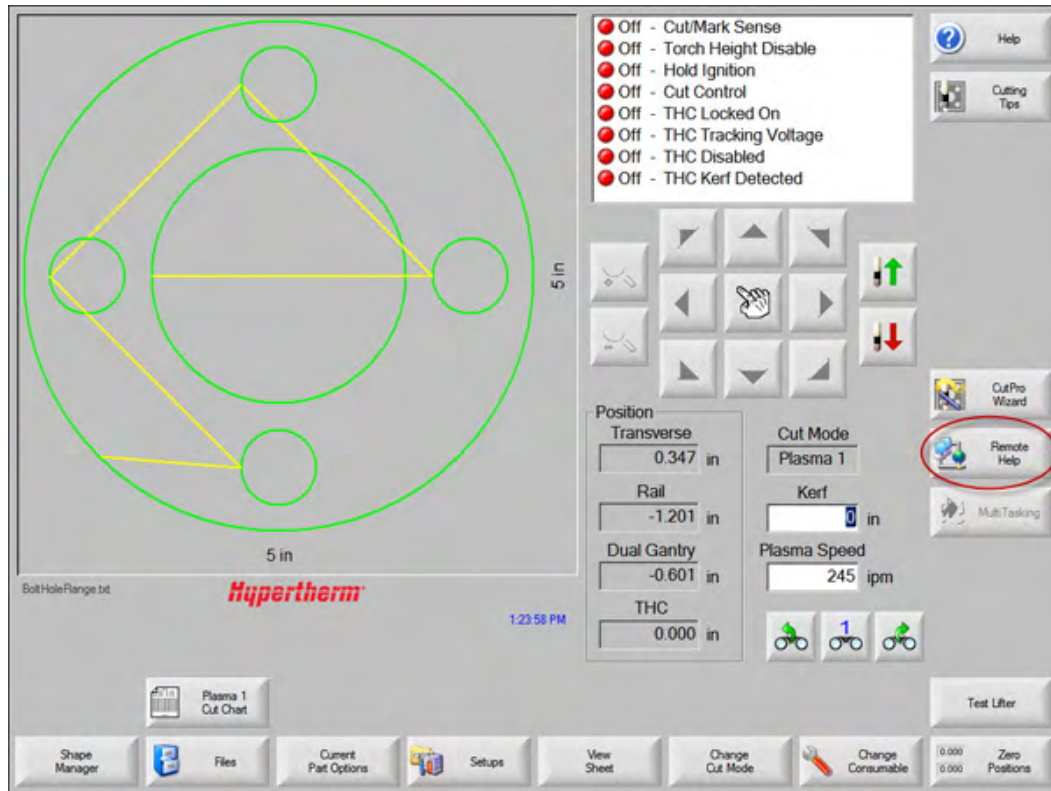 Off - Cut/Mark Sense
Off - Torch Height Disable
Off - Hold Ignition
Off - Cut Control
Off - THC Locked On
Off - THC Tracking Voltage
Off - THC Disabled
Off - THC Kerf Detected
Help
Cutting
Tips
5 in
5 in
BoltHoleFlange.txt
Hypertherm
1:23:58 PM
Position
Transverse
0.347 in
Rail
-1.201 in
Dual Gantry
-0.601 in
THC
0.000 in
Cut Mode
Plasma 1
Kerf
0 in
Plasma Speed
245 ipm
1
CutPro
Wizard
Remote
Help
MultiTasking
Plasma 1
Cut Chart
Test Lifter
Shape
Manager
Files
Current
Part Options
Setups
View
Sheet
Change
Cut Mode
Change
Consumable
0.000
0.000
Zero
Positions